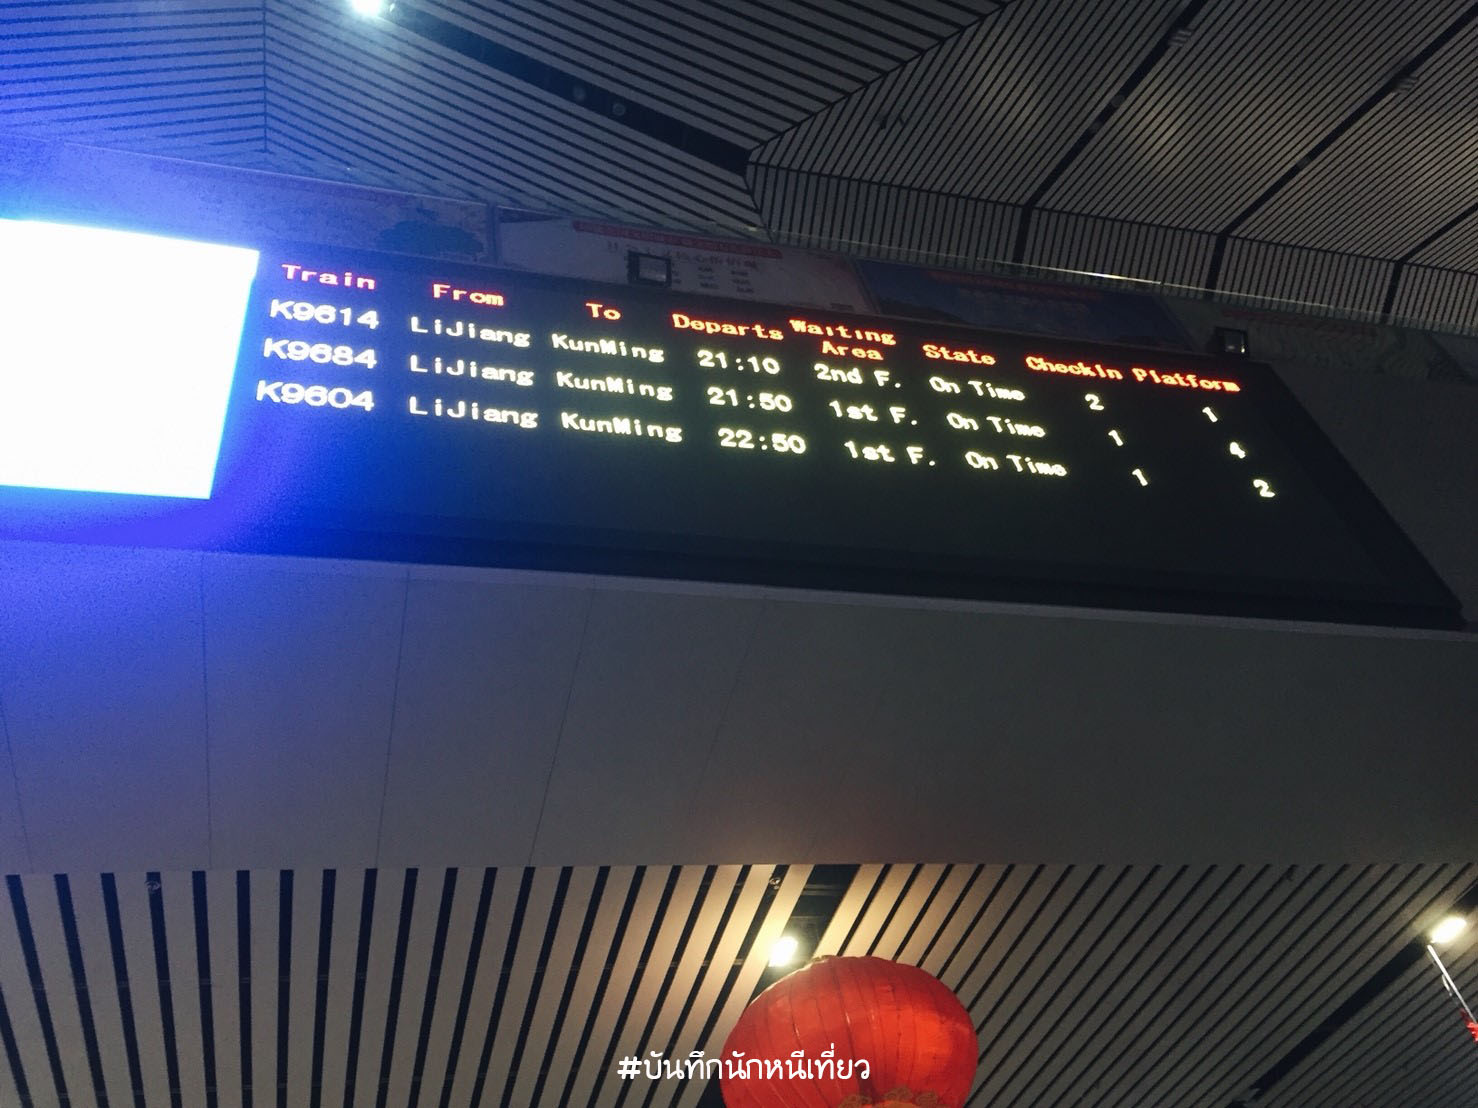 Train From To Departs Waiting Area State Checkin Platform
K9614 LiJiang KunMing 21:10 2nd F. On Time 2 1
K9684 LiJiang KunMing 21:50 1st F. On Time 1 4
K9604 LiJiang KunMing 22:50 1st F. On Time 1 2
#บันทึกนักหนีเที่ยว